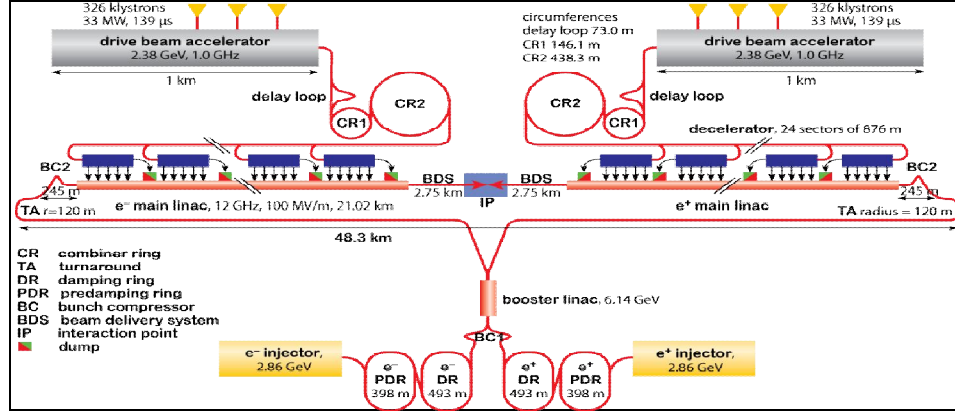 326 klystrons
33 MW, 139 µs
circumferences
delay loop 73.0 m
CR1 146.1 m
CR2 438.3 m
326 klystrons
33 MW, 139 µs
drive beam accelerator
2.38 GeV, 1.0 GHz
drive beam accelerator
2.38 GeV, 1.0 GHz
1 km
1 km
delay loop
CR2
CR1
CR2
CR1
delay loop
decelerator, 24 sectors of 876 m
BC2
BDS
2.75 km
BDS
2.75 km
BC2
245 m
IP
245 m
TA r=120 m
e⁻ main linac, 12 GHz, 100 MV/m, 21.02 km
e⁺ main linac
TA radius = 120 m
48.3 km
CR combiner ring
TA turnaround
DR damping ring
PDR predamping ring
BC bunch compressor
BDS beam delivery system
IP interaction point
dump
booster linac, 6.14 GeV
BC1
e⁻ injector,
2.86 GeV
e⁻
PDR
398 m
e⁻
DR
493 m
e⁺
DR
493 m
e⁺
PDR
398 m
e⁺ injector,
2.86 GeV